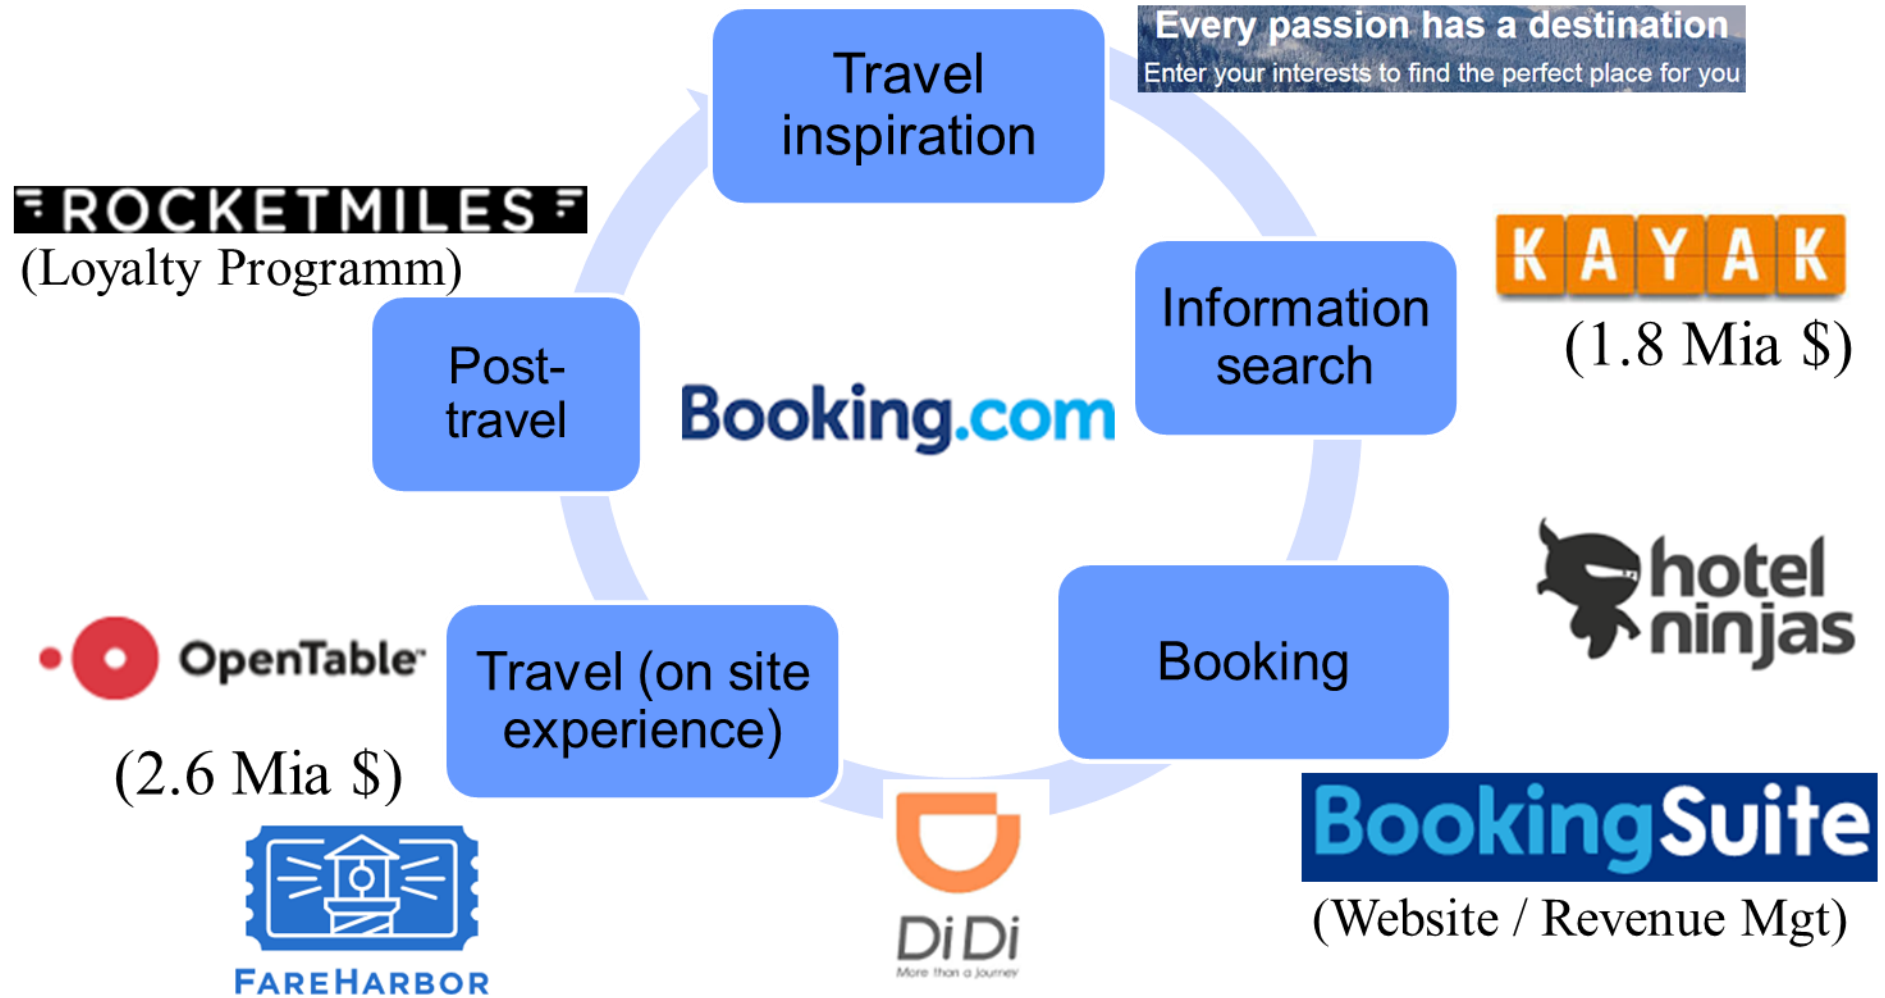 Every passion has a destination
Enter your interests to find the perfect place for you
Travel
inspiration
ROCKETMILES
(Loyalty Programm)
KAYAK
(1.8 Mia $)
Information
search
Post-
travel
Booking.com
hotel
ninjas
Booking
OpenTable™
(2.6 Mia $)
Travel (on site
experience)
BookingSuite
(Website / Revenue Mgt)
DiDi
More than a journey
FAREHARBOR